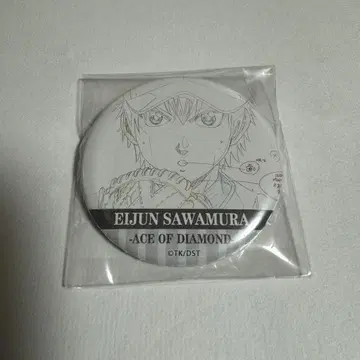 EIJUN SAWAMURA
-ACE OF DIAMOND-
©TK/DST